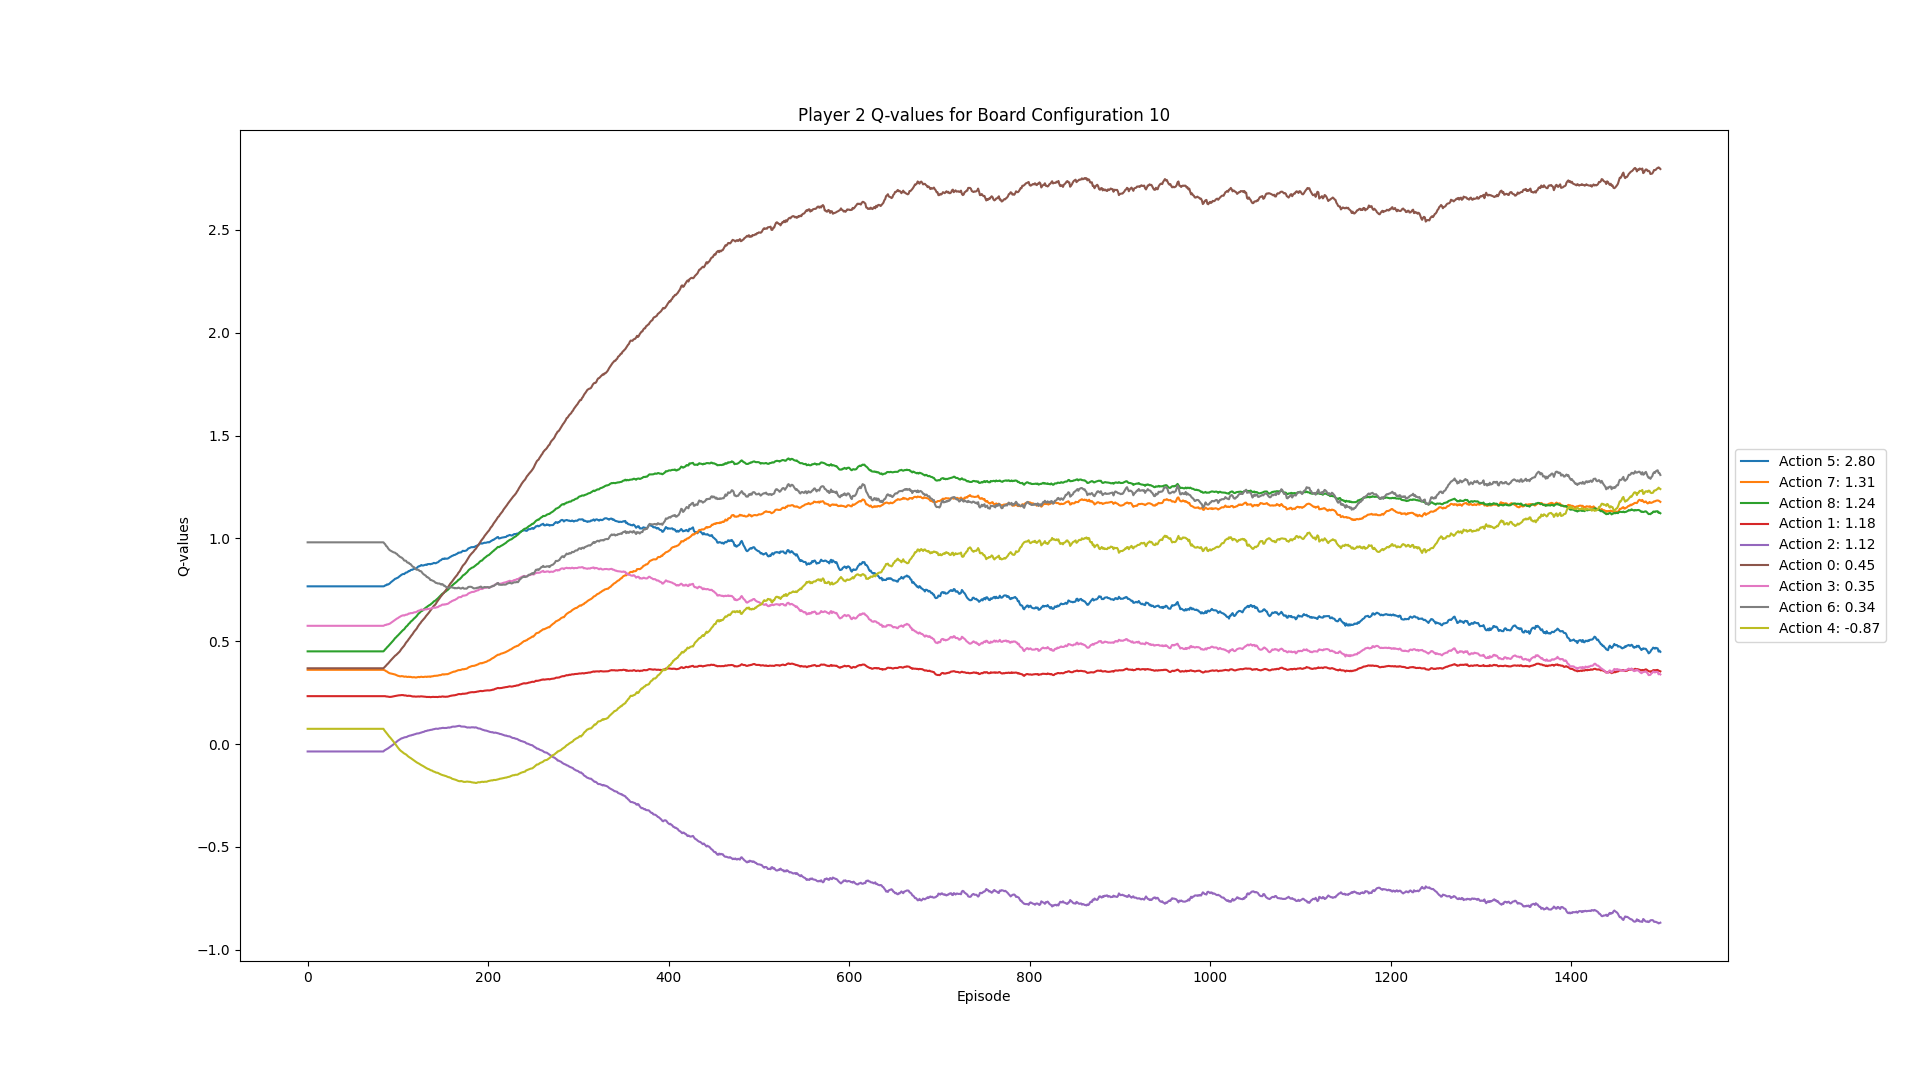 Player 2 Q-values for Board Configuration 10
Q-values
2.5
2.0
1.5
1.0
0.5
0.0
−0.5
−1.0
0 200 400 600 800 1000 1200 1400
Episode
Action 5: 2.80
Action 7: 1.31
Action 8: 1.24
Action 1: 1.18
Action 2: 1.12
Action 0: 0.45
Action 3: 0.35
Action 6: 0.34
Action 4: -0.87